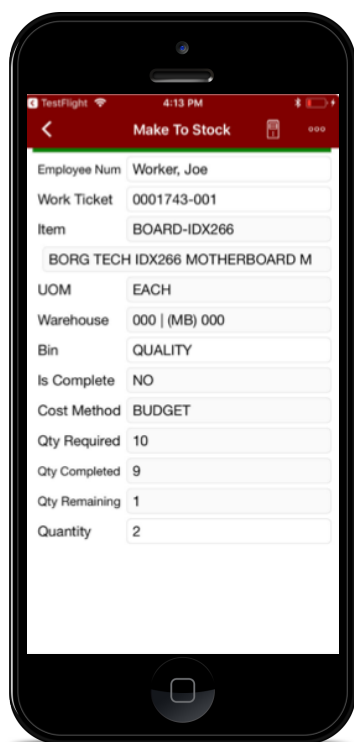 TestFlight 4:13 PM
Make To Stock
Employee Num Worker, Joe
Work Ticket 0001743-001
Item BOARD-IDX266
BORG TECH IDX266 MOTHERBOARD M
UOM EACH
Warehouse 000 | (MB) 000
Bin QUALITY
Is Complete NO
Cost Method BUDGET
Qty Required 10
Qty Completed 9
Qty Remaining 1
Quantity 2